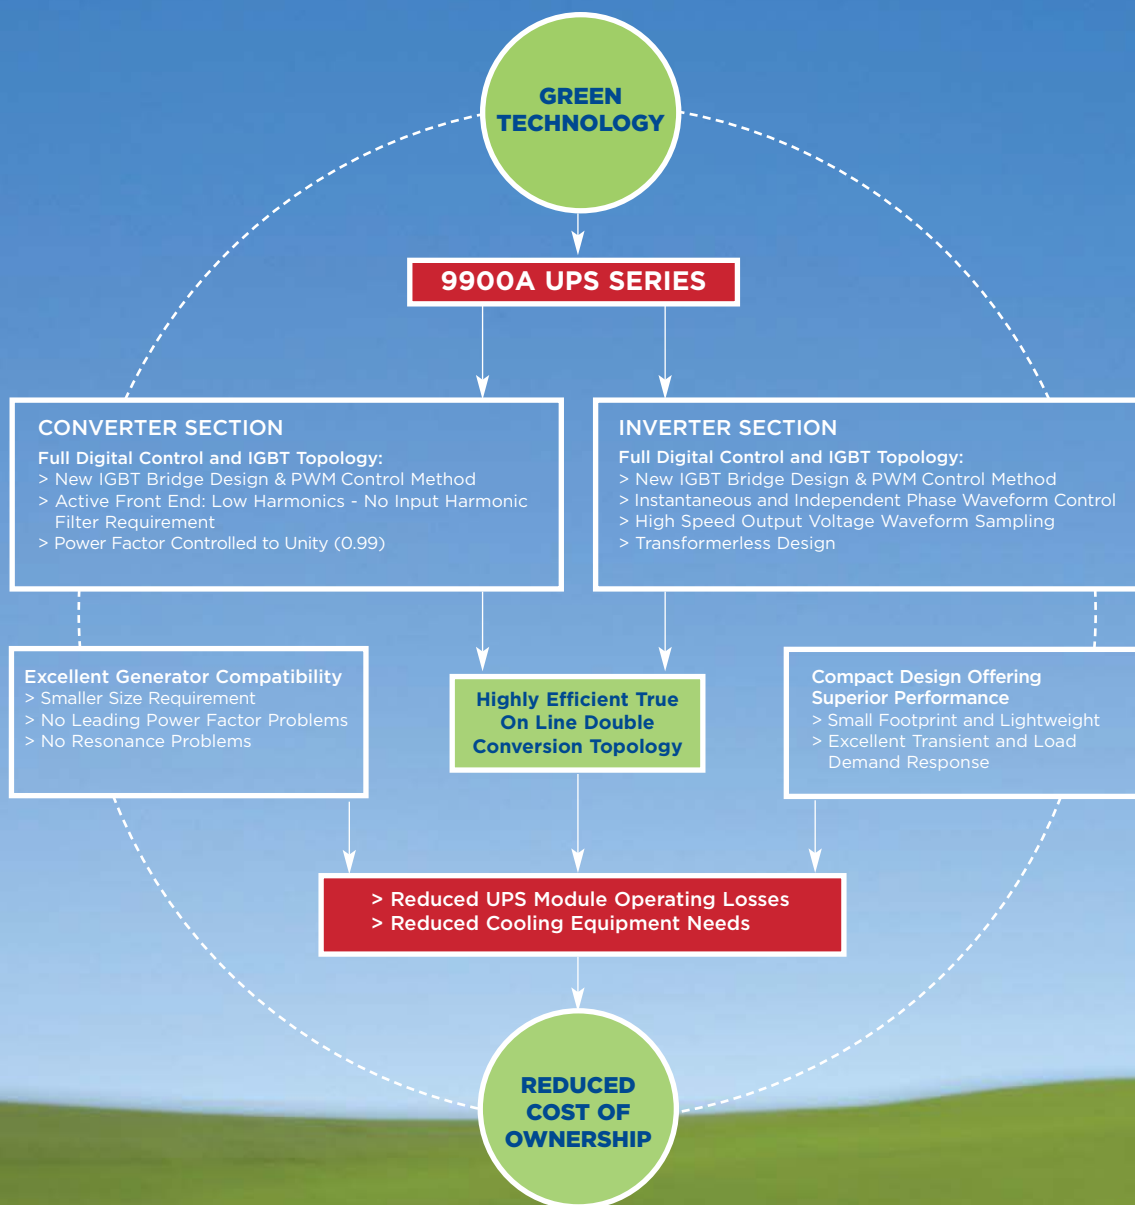 GREEN
TECHNOLOGY
9900A UPS SERIES
CONVERTER SECTION
Full Digital Control and IGBT Topology:
> New IGBT Bridge Design & PWM Control Method
> Active Front End: Low Harmonics - No Input Harmonic
Filter Requirement
> Power Factor Controlled to Unity (0.99)
INVERTER SECTION
Full Digital Control and IGBT Topology:
> New IGBT Bridge Design & PWM Control Method
> Instantaneous and Independent Phase Waveform Control
> High Speed Output Voltage Waveform Sampling
> Transformerless Design
Excellent Generator Compatibility
> Smaller Size Requirement
> No Leading Power Factor Problems
> No Resonance Problems
Highly Efficient True
On Line Double
Conversion Topology
Compact Design Offering
Superior Performance
> Small Footprint and Lightweight
> Excellent Transient and Load
Demand Response
> Reduced UPS Module Operating Losses
> Reduced Cooling Equipment Needs
REDUCED
COST OF
OWNERSHIP